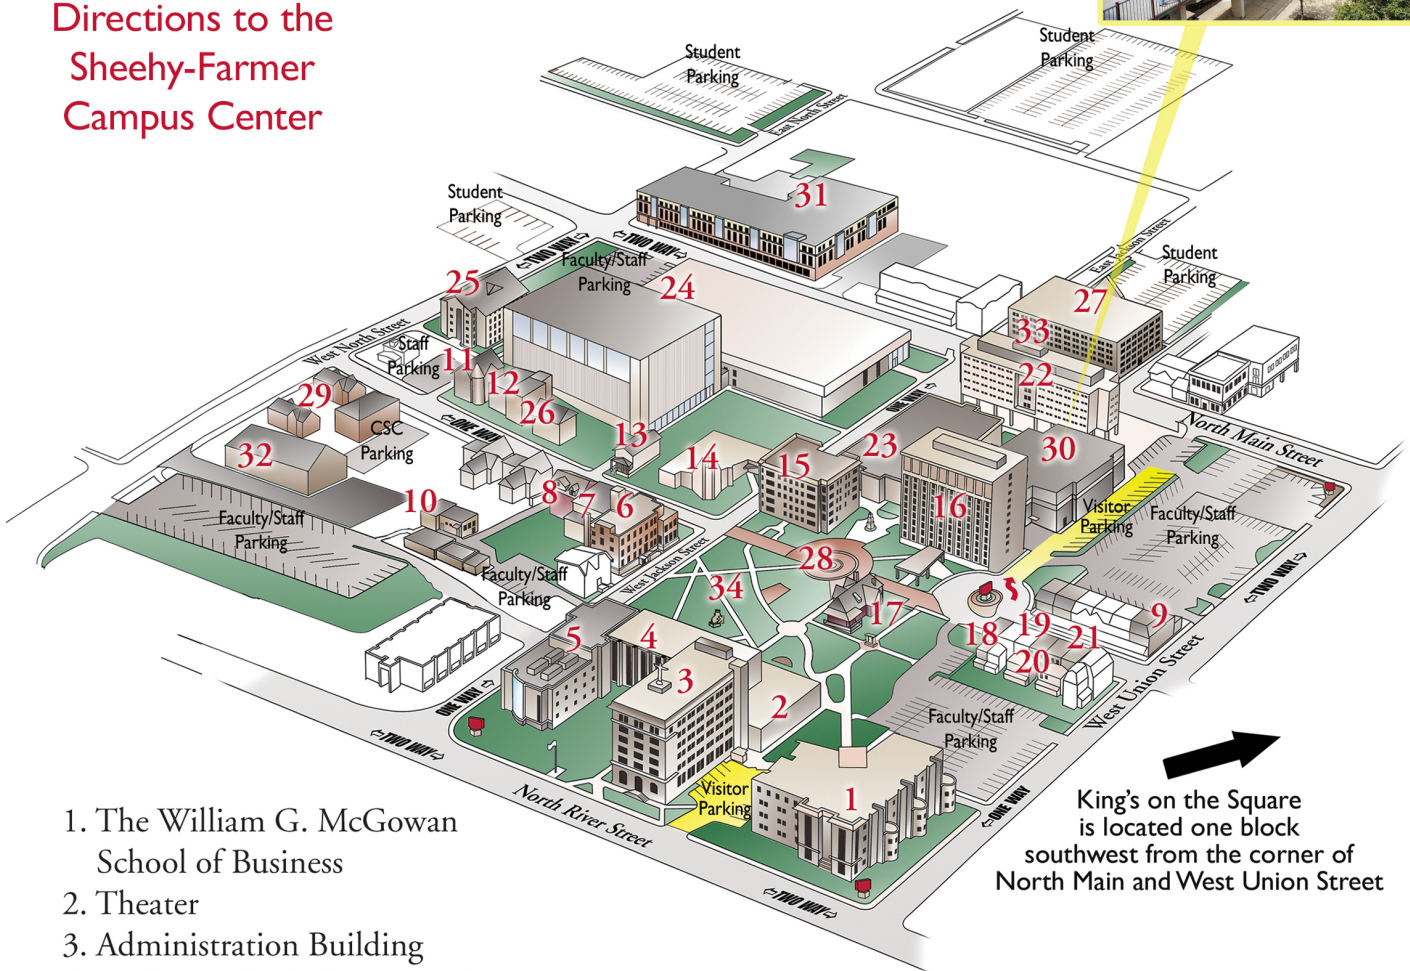 Directions to the
Sheehy-Farmer
Campus Center
Student
Parking
Student
Parking
East North Street
31
Student
Parking
TWO WAY
TWO WAY
East Jackson Street
Student
Parking
Faculty/Staff
Parking
24
25
27
33
22
West North Street
Staff
Parking
11
12
26
29
ONE WAY
ONE WAY
CSC
Parking
32
13
14
15
23
30
North Main Street
16
10
8
7
6
Faculty/Staff
Parking
Visitor
Parking
Faculty/Staff
Parking
West Jackson Street
28
34
17
Faculty/Staff
Parking
TWO WAY
5
4
3
2
18
19
20
21
9
West Union Street
ONE WAY
TWO WAY
Faculty/Staff
Parking
North River Street
Visitor
Parking
1
ONE WAY
TWO WAY
King's on the Square
is located one block
southwest from the corner of
North Main and West Union Street
1. The William G. McGowan
School of Business
2. Theater
3. Administration Building